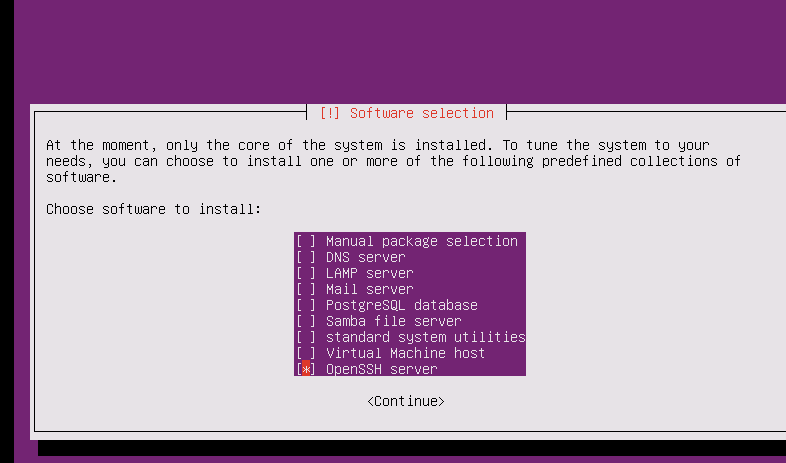 [!] Software selection
At the moment, only the core of the system is installed. To tune the system to your
needs, you can choose to install one or more of the following predefined collections of
software.
Choose software to install:
[ ] Manual package selection
[ ] DNS server
[ ] LAMP server
[ ] Mail server
[ ] PostgreSQL database
[ ] Samba file server
[ ] standard system utilities
[ ] Virtual Machine host
[*] OpenSSH server
<Continue>